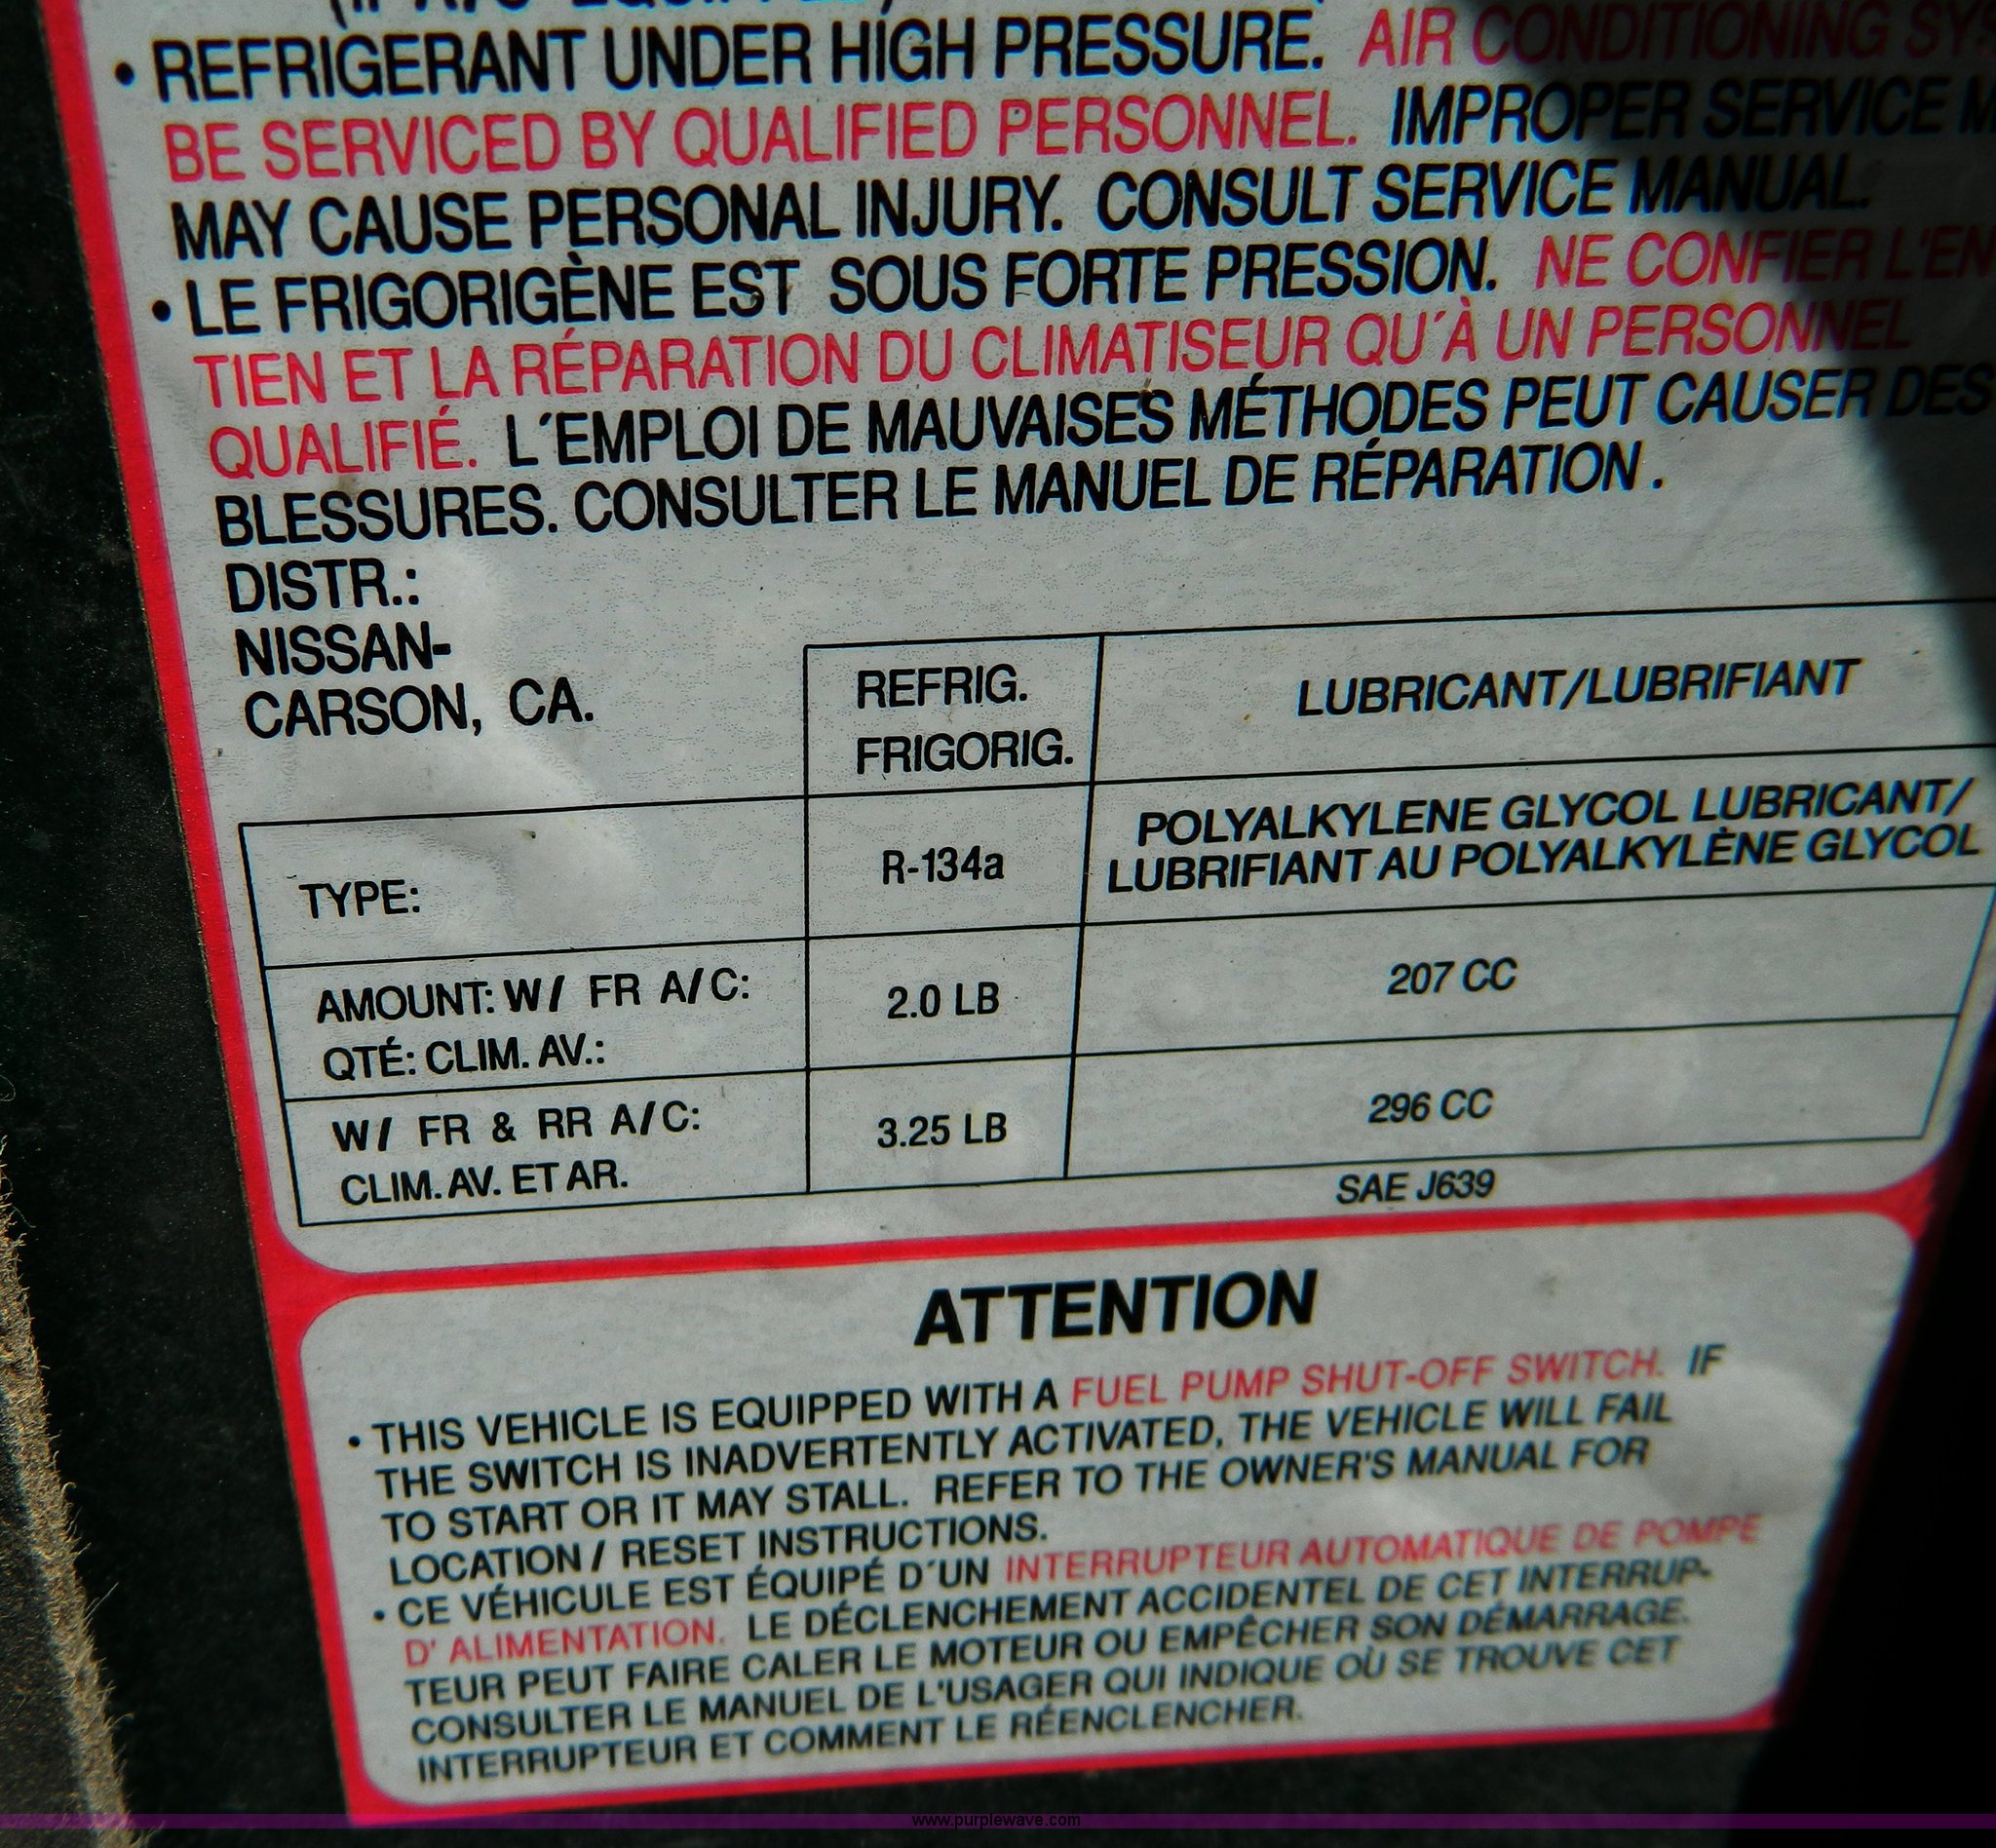 (IF A/C EQUIPPED)
• REFRIGERANT UNDER HIGH PRESSURE. AIR CONDITIONING
BE SERVICED BY QUALIFIED PERSONNEL. IMPROPER SERVICE
MAY CAUSE PERSONAL INJURY. CONSULT SERVICE MANUAL.
• LE FRIGORIGÈNE EST SOUS FORTE PRESSION. NE CONFIER L'EN
TIEN ET LA RÉPARATION DU CLIMATISEUR QU'À UN PERSONNEL
QUALIFIÉ. L'EMPLOI DE MAUVAISES MÉTHODES PEUT CAUSER DES
BLESSURES. CONSULTER LE MANUEL DE RÉPARATION.
DISTR.:
NISSAN-
CARSON, CA.
REFRIG.
FRIGORIG.
LUBRICANT/LUBRIFIANT
TYPE:
R-134a
POLYALKYLENE GLYCOL LUBRICANT/
LUBRIFIANT AU POLYALKYLÈNE GLYCOL
AMOUNT: W/ FR A/C:
QTÉ: CLIM. AV.:
2.0 LB
207 CC
W/ FR & RR A/C:
CLIM. AV. ET AR.
3.25 LB
296 CC
SAE J639
ATTENTION
• THIS VEHICLE IS EQUIPPED WITH A FUEL PUMP SHUT-OFF SWITCH. IF
THE SWITCH IS INADVERTENTLY ACTIVATED, THE VEHICLE WILL FAIL
TO START OR IT MAY STALL. REFER TO THE OWNER'S MANUAL FOR
LOCATION / RESET INSTRUCTIONS.
• CE VÉHICULE EST ÉQUIPÉ D'UN INTERRUPTEUR AUTOMATIQUE DE POMPE
D' ALIMENTATION. LE DÉCLENCHEMENT ACCIDENTEL DE CET INTERRUP-
TEUR PEUT FAIRE CALER LE MOTEUR OU EMPÊCHER SON DÉMARRAGE.
CONSULTER LE MANUEL DE L'USAGER QUI INDIQUE OÙ SE TROUVE CET
INTERRUPTEUR ET COMMENT LE RÉENCLENCHER.
www.purplewave.com